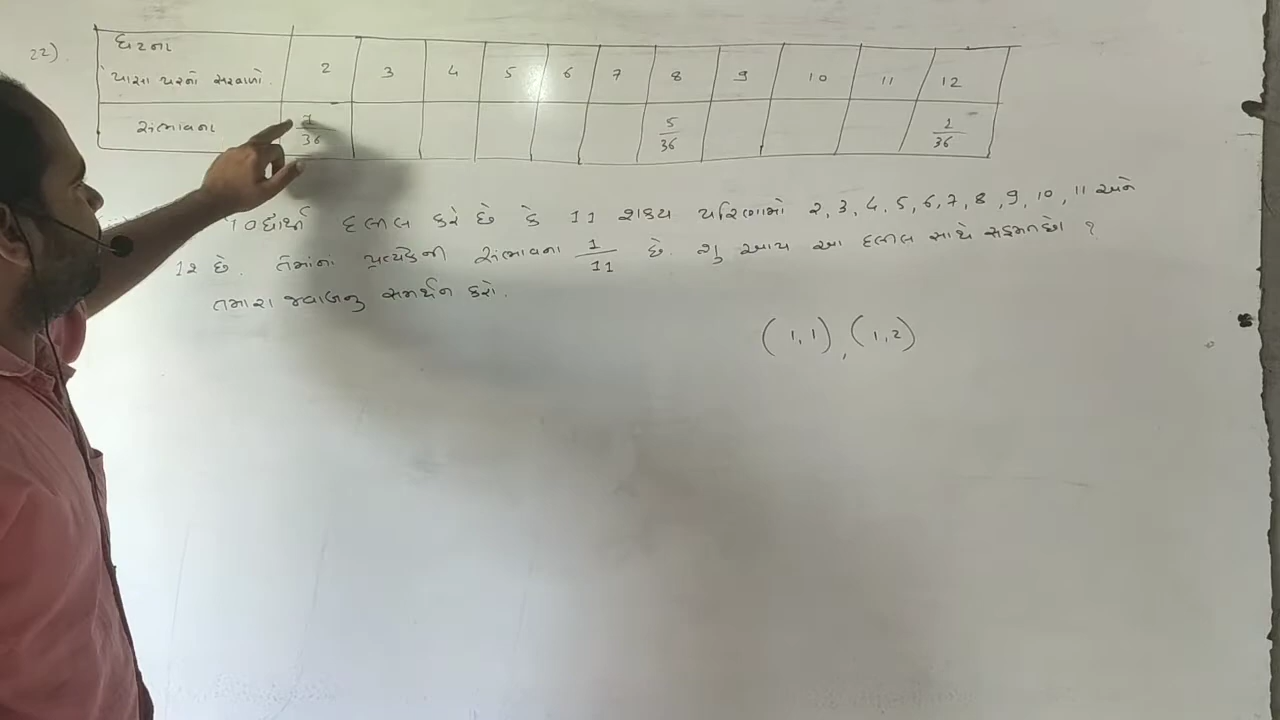 22).
ઘટના
પાસા પરનો સરવાળો 2 3 4 5 6 7 8 9 10 11 12
સંભાવના 1/36 5/36 1/36
દલીલ કરે છે કે 11 શક્ય પરિણામો 2, 3, 4, 5, 6, 7, 8, 9, 10, 11 અને
12 છે. તેમાંનાં પ્રત્યેકની સંભાવના 1/11 છે. શું આપ આ દલીલ સાથે સહમત છો ?
તમારા જવાબનું સમર્થન કરો.
(1,1), (1,2)